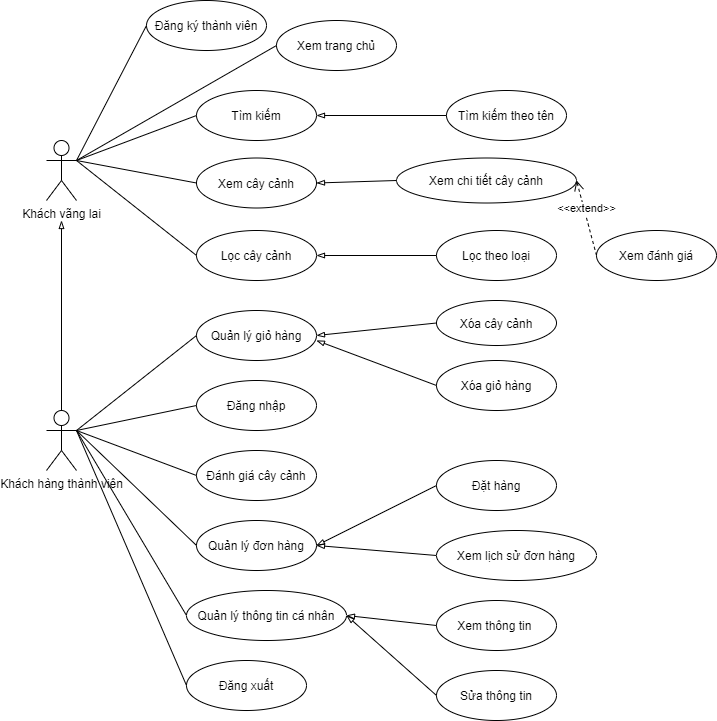 Đăng ký thành viên
Xem trang chủ
Tìm kiếm
Tìm kiếm theo tên
Xem cây cảnh
Xem chi tiết cây cảnh
Khách vãng lai
<<extend>>
Lọc cây cảnh
Lọc theo loại
Xem đánh giá
Quản lý giỏ hàng
Xóa cây cảnh
Xóa giỏ hàng
Đăng nhập
Khách hàng thành viên
Đánh giá cây cảnh
Đặt hàng
Quản lý đơn hàng
Xem lịch sử đơn hàng
Quản lý thông tin cá nhân
Xem thông tin
Đăng xuất
Sửa thông tin